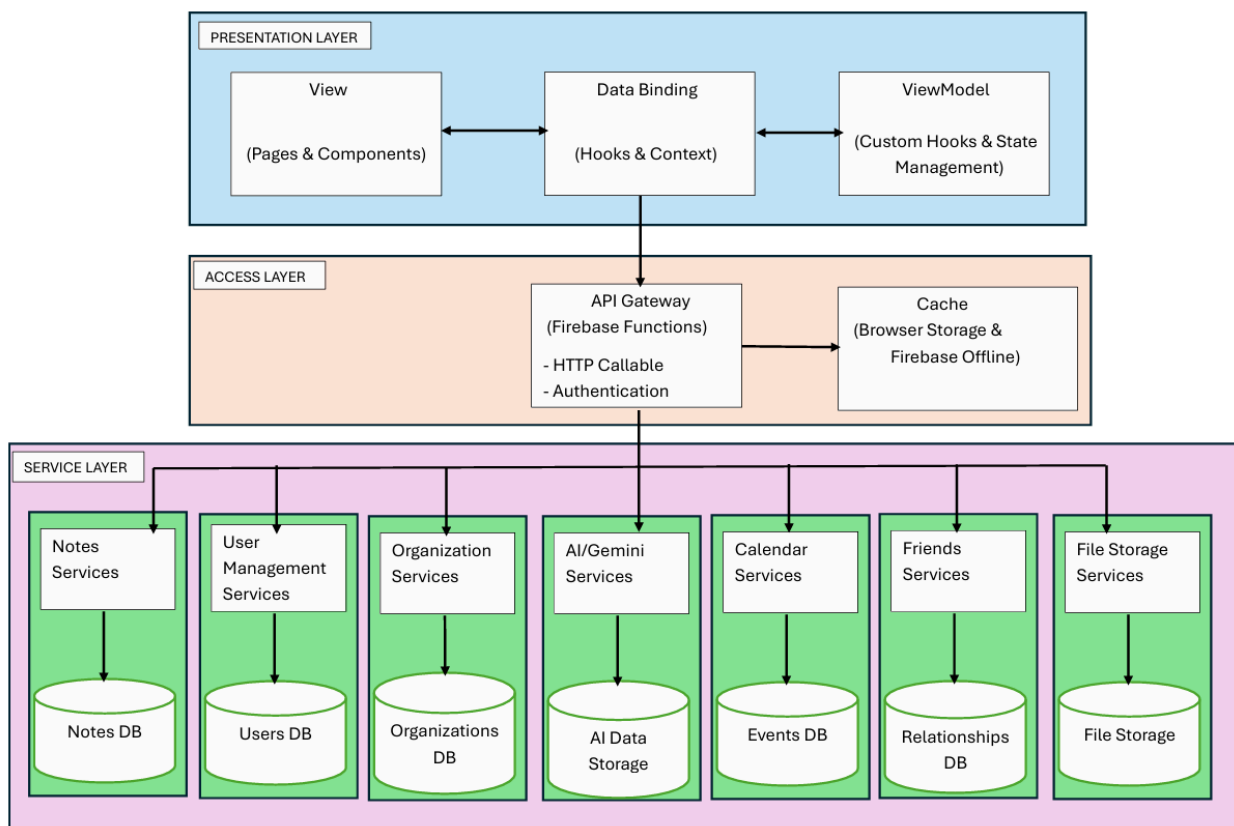 PRESENTATION LAYER
View
(Pages & Components)
Data Binding
(Hooks & Context)
ViewModel
(Custom Hooks & State
Management)
ACCESS LAYER
API Gateway
(Firebase Functions)
- HTTP Callable
- Authentication
Cache
(Browser Storage &
Firebase Offline)
SERVICE LAYER
Notes
Services
User
Management
Services
Organization
Services
AI/Gemini
Services
Calendar
Services
Friends
Services
File Storage
Services
Notes DB
Users DB
Organizations
DB
AI Data
Storage
Events DB
Relationships
DB
File Storage